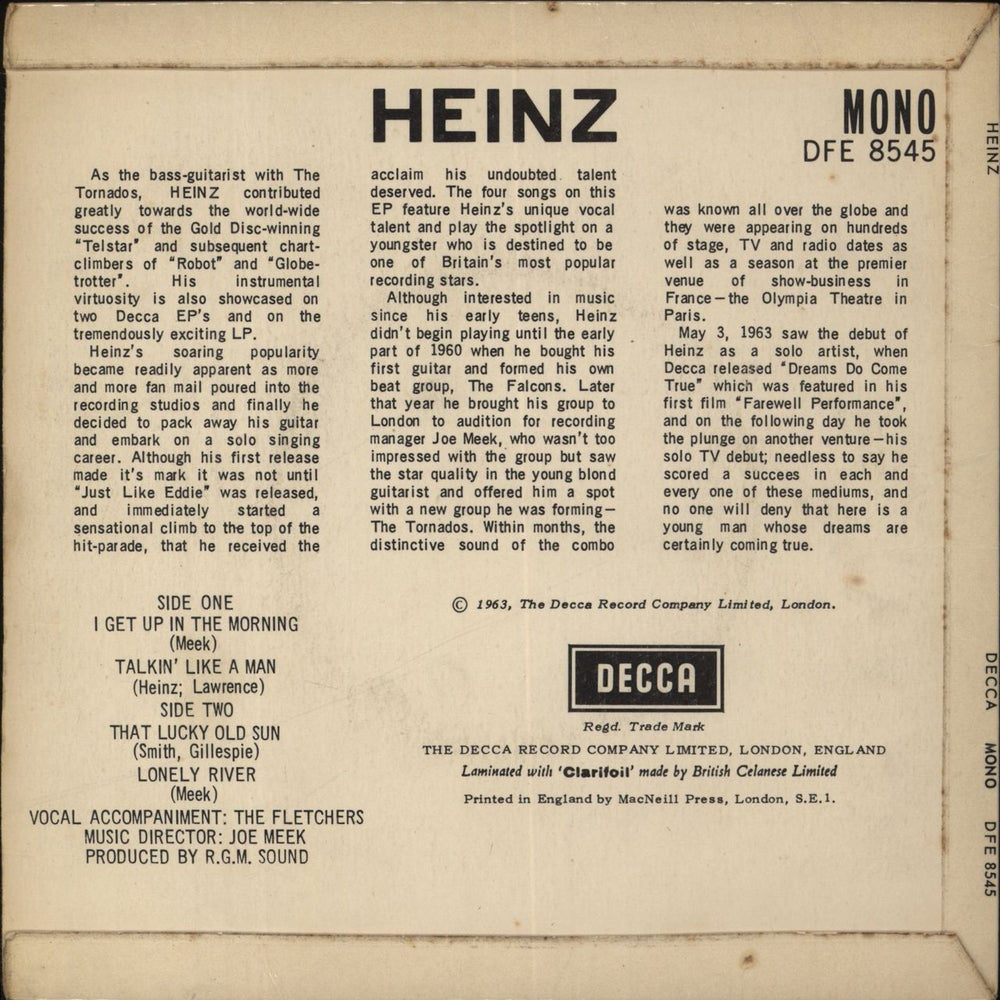 HEINZ
MONO
DFE 8545
As the bass-guitarist with The
Tornados, HEINZ contributed
greatly towards the world-wide
success of the Gold Disc-winning
"Telstar" and subsequent chart-
climbers of "Robot" and "Globe-
trotter". His instrumental
virtuosity is also showcased on
two Decca EP's and on the
tremendously exciting LP.
Heinz's soaring popularity
became readily apparent as more
and more fan mail poured into the
recording studios and finally he
decided to pack away his guitar
and embark on a solo singing
career. Although his first release
made it's mark it was not until
"Just Like Eddie" was released,
and immediately started a
sensational climb to the top of the
hit-parade, that he received the
acclaim his undoubted talent
deserved. The four songs on this
EP feature Heinz's unique vocal
talent and play the spotlight on a
youngster who is destined to be
one of Britain's most popular
recording stars.
Although interested in music
since his early teens, Heinz
didn't begin playing until the early
part of 1960 when he bought his
first guitar and formed his own
beat group, The Falcons. Later
that year he brought his group to
London to audition for recording
manager Joe Meek, who wasn't too
impressed with the group but saw
the star quality in the young blond
guitarist and offered him a spot
with a new group he was forming—
The Tornados. Within months, the
distinctive sound of the combo
was known all over the globe and
they were appearing on hundreds
of stage, TV and radio dates as
well as a season at the premier
venue of show-business in
France—the Olympia Theatre in
Paris.
May 3, 1963 saw the debut of
Heinz as a solo artist, when
Decca released "Dreams Do Come
True" which was featured in his
first film "Farewell Performance",
and on the following day he took
the plunge on another venture—his
solo TV debut; needless to say he
scored a succees in each and
every one of these mediums, and
no one will deny that here is a
young man whose dreams are
certainly coming true.
SIDE ONE
I GET UP IN THE MORNING
(Meek)
TALKIN' LIKE A MAN
(Heinz; Lawrence)
SIDE TWO
THAT LUCKY OLD SUN
(Smith, Gillespie)
LONELY RIVER
(Meek)
VOCAL ACCOMPANIMENT: THE FLETCHERS
MUSIC DIRECTOR: JOE MEEK
PRODUCED BY R.G.M. SOUND
© 1963, The Decca Record Company Limited, London.
DECCA
Regd. Trade Mark
THE DECCA RECORD COMPANY LIMITED, LONDON, ENGLAND
Laminated with 'Clarifoil' made by British Celanese Limited
Printed in England by MacNeill Press, London, S.E.1.
HEINZ DECCA MONO DFE 8545